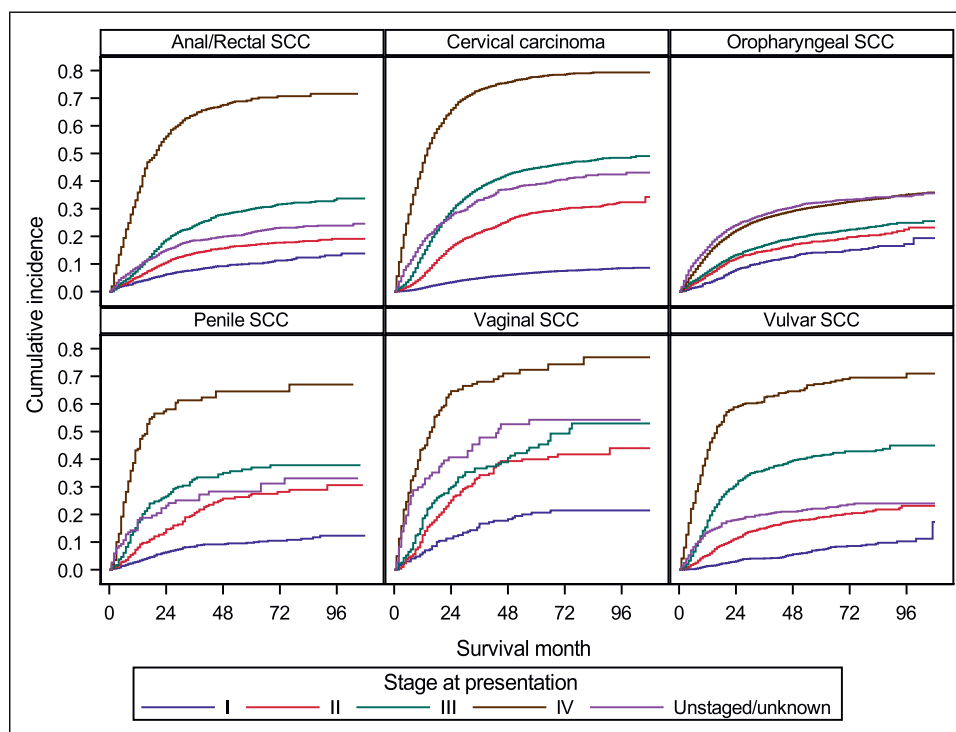 Anal/Rectal SCC Cervical carcinoma Oropharyngeal SCC
0.8
0.7
0.6
0.5
0.4
0.3
0.2
0.1
0.0
Cumulative incidence
Penile SCC Vaginal SCC Vulvar SCC
0.8
0.7
0.6
0.5
0.4
0.3
0.2
0.1
0.0
0 24 48 72 96 0 24 48 72 96 0 24 48 72 96
Survival month
Stage at presentation
I II III IV Unstaged/unknown